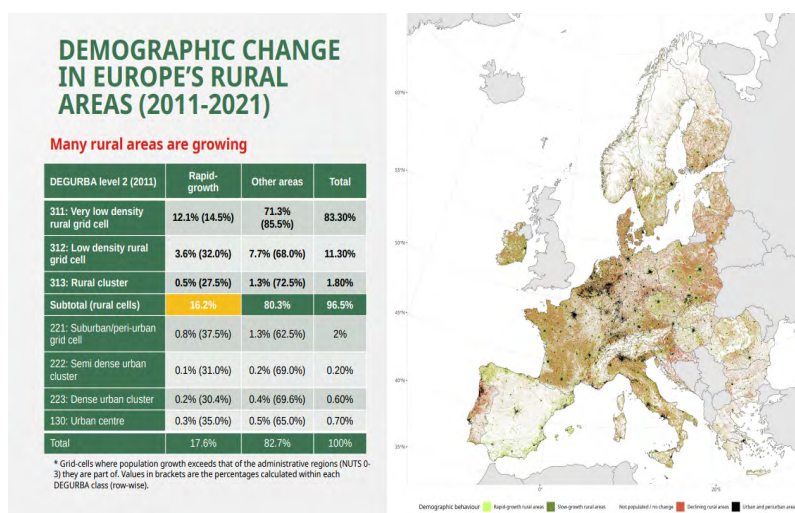 DEMOGRAPHIC CHANGE
IN EUROPE'S RURAL
AREAS (2011-2021)
Many rural areas are growing
DEGURBA level 2 (2011) Rapid-growth Other areas Total
311: Very low density rural grid cell 12.1% (14.5%) 71.3% (85.5%) 83.30%
312: Low density rural grid cell 3.6% (32.0%) 7.7% (68.0%) 11.30%
313: Rural cluster 0.5% (27.5%) 1.3% (72.5%) 1.80%
Subtotal (rural cells) 16.2% 80.3% 96.5%
221: Suburban/peri-urban grid cell 0.8% (37.5%) 1.3% (62.5%) 2%
222: Semi dense urban cluster 0.1% (31.0%) 0.2% (69.0%) 0.20%
223: Dense urban cluster 0.2% (30.4%) 0.4% (69.6%) 0.60%
130: Urban centre 0.3% (35.0%) 0.5% (65.0%) 0.70%
Total 17.6% 82.7% 100%
* Grid-cells where population growth exceeds that of the administrative regions (NUTS 0-
3) they are part of. Values in brackets are the percentages calculated within each
DEGURBA class (row-wise).
Demographic behaviour Rapid-growth rural areas Slow-growth rural areas Not populated / no change Declining rural areas Urban and periurban area